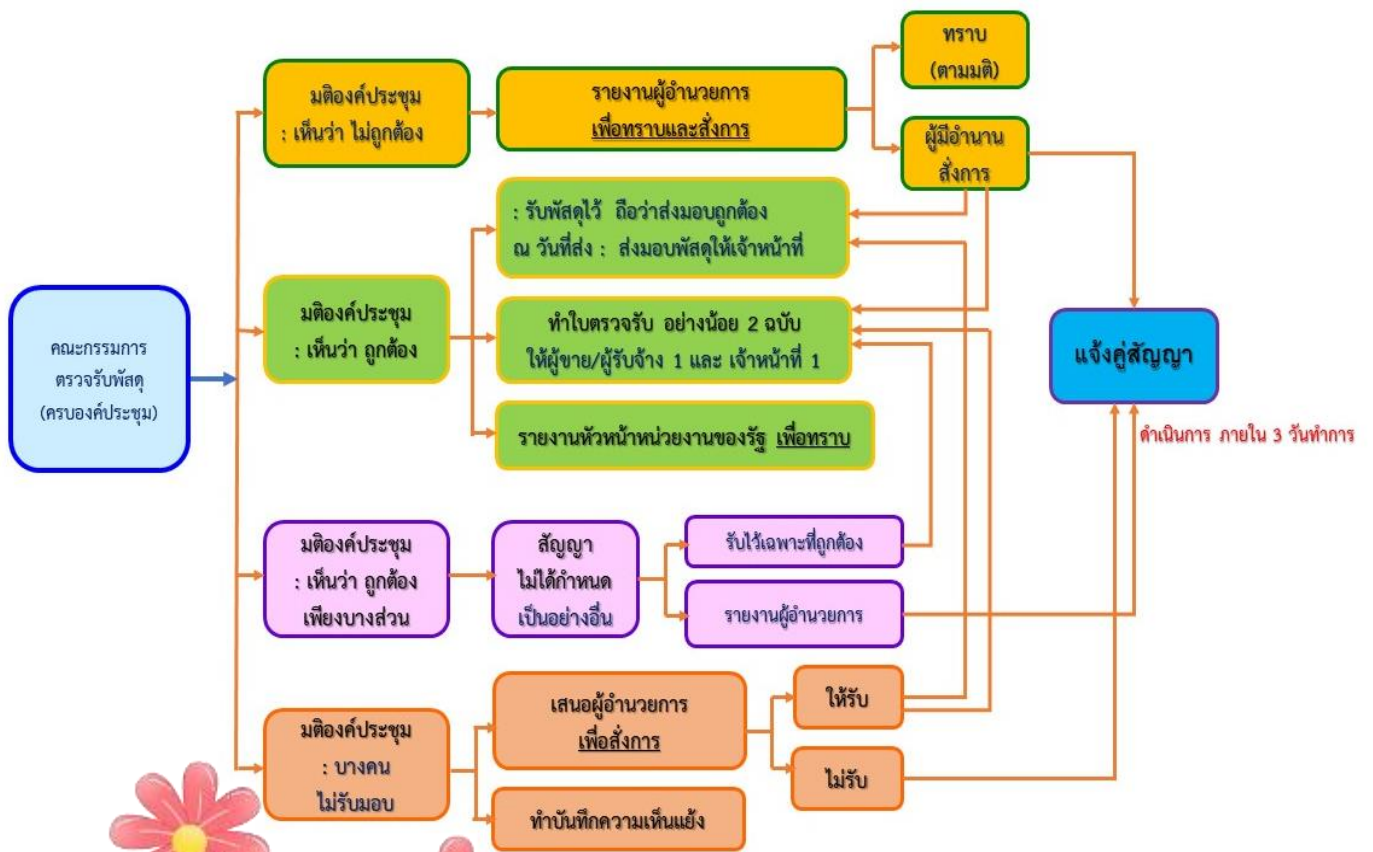 คณะกรรมการ
ตรวจรับพัสดุ
(ครบองค์ประชุม)
มติองค์ประชุม
: เห็นว่า ไม่ถูกต้อง
รายงานผู้อำนวยการ
เพื่อทราบและสั่งการ
ทราบ
(ตามมติ)
ผู้มีอำนาน
สั่งการ
มติองค์ประชุม
: เห็นว่า ถูกต้อง
: รับพัสดุไว้ ถือว่าส่งมอบถูกต้อง
ณ วันที่ส่ง : ส่งมอบพัสดุให้เจ้าหน้าที่
ทำใบตรวจรับ อย่างน้อย 2 ฉบับ
ให้ผู้ขาย/ผู้รับจ้าง 1 และ เจ้าหน้าที่ 1
รายงานหัวหน้าหน่วยงานของรัฐ เพื่อทราบ
แจ้งคู่สัญญา
ดำเนินการ ภายใน 3 วันทำการ
มติองค์ประชุม
: เห็นว่า ถูกต้อง
เพียงบางส่วน
สัญญา
ไม่ได้กำหนด
เป็นอย่างอื่น
รับไว้เฉพาะที่ถูกต้อง
รายงานผู้อำนวยการ
มติองค์ประชุม
: บางคน
ไม่รับมอบ
เสนอผู้อำนวยการ
เพื่อสั่งการ
ให้รับ
ไม่รับ
ทำบันทึกความเห็นแย้ง